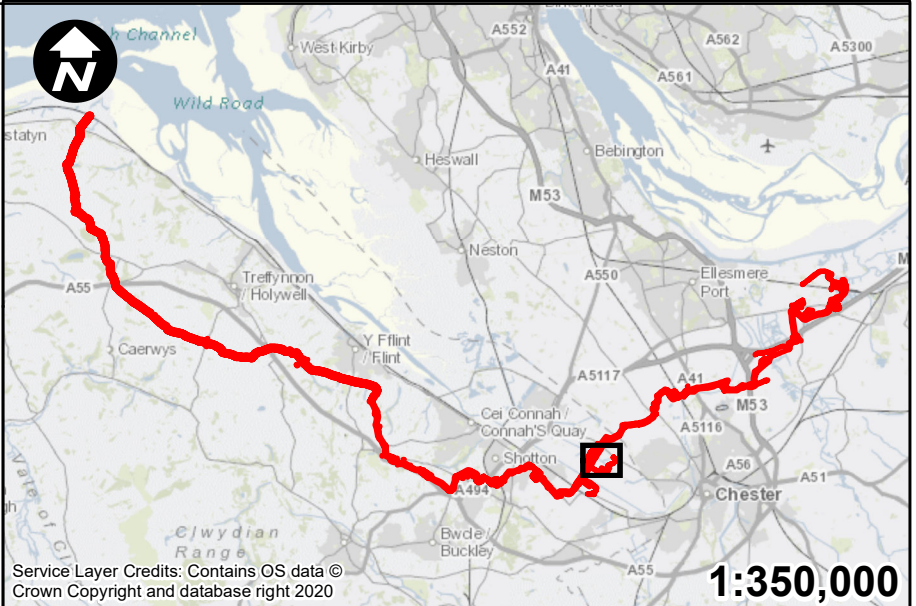 N
Channel
West Kirby
A552
A562
A5300
A41
A561
Wild Road
statyn
Heswall
Bebington
M53
Neston
A550
Ellesmere
Port
M
A55
Treffynnon
/ Holywell
Caerwys
Y Fflint
/ Flint
A5117
A41
M53
Cei Connah /
Connah'S Quay
A5116
Shotton
A494
A56
A51
Chester
Vale of Cl
Clwydian
Range
Bwcle /
Buckley
A55
Service Layer Credits: Contains OS data ©
Crown Copyright and database right 2020
1:350,000